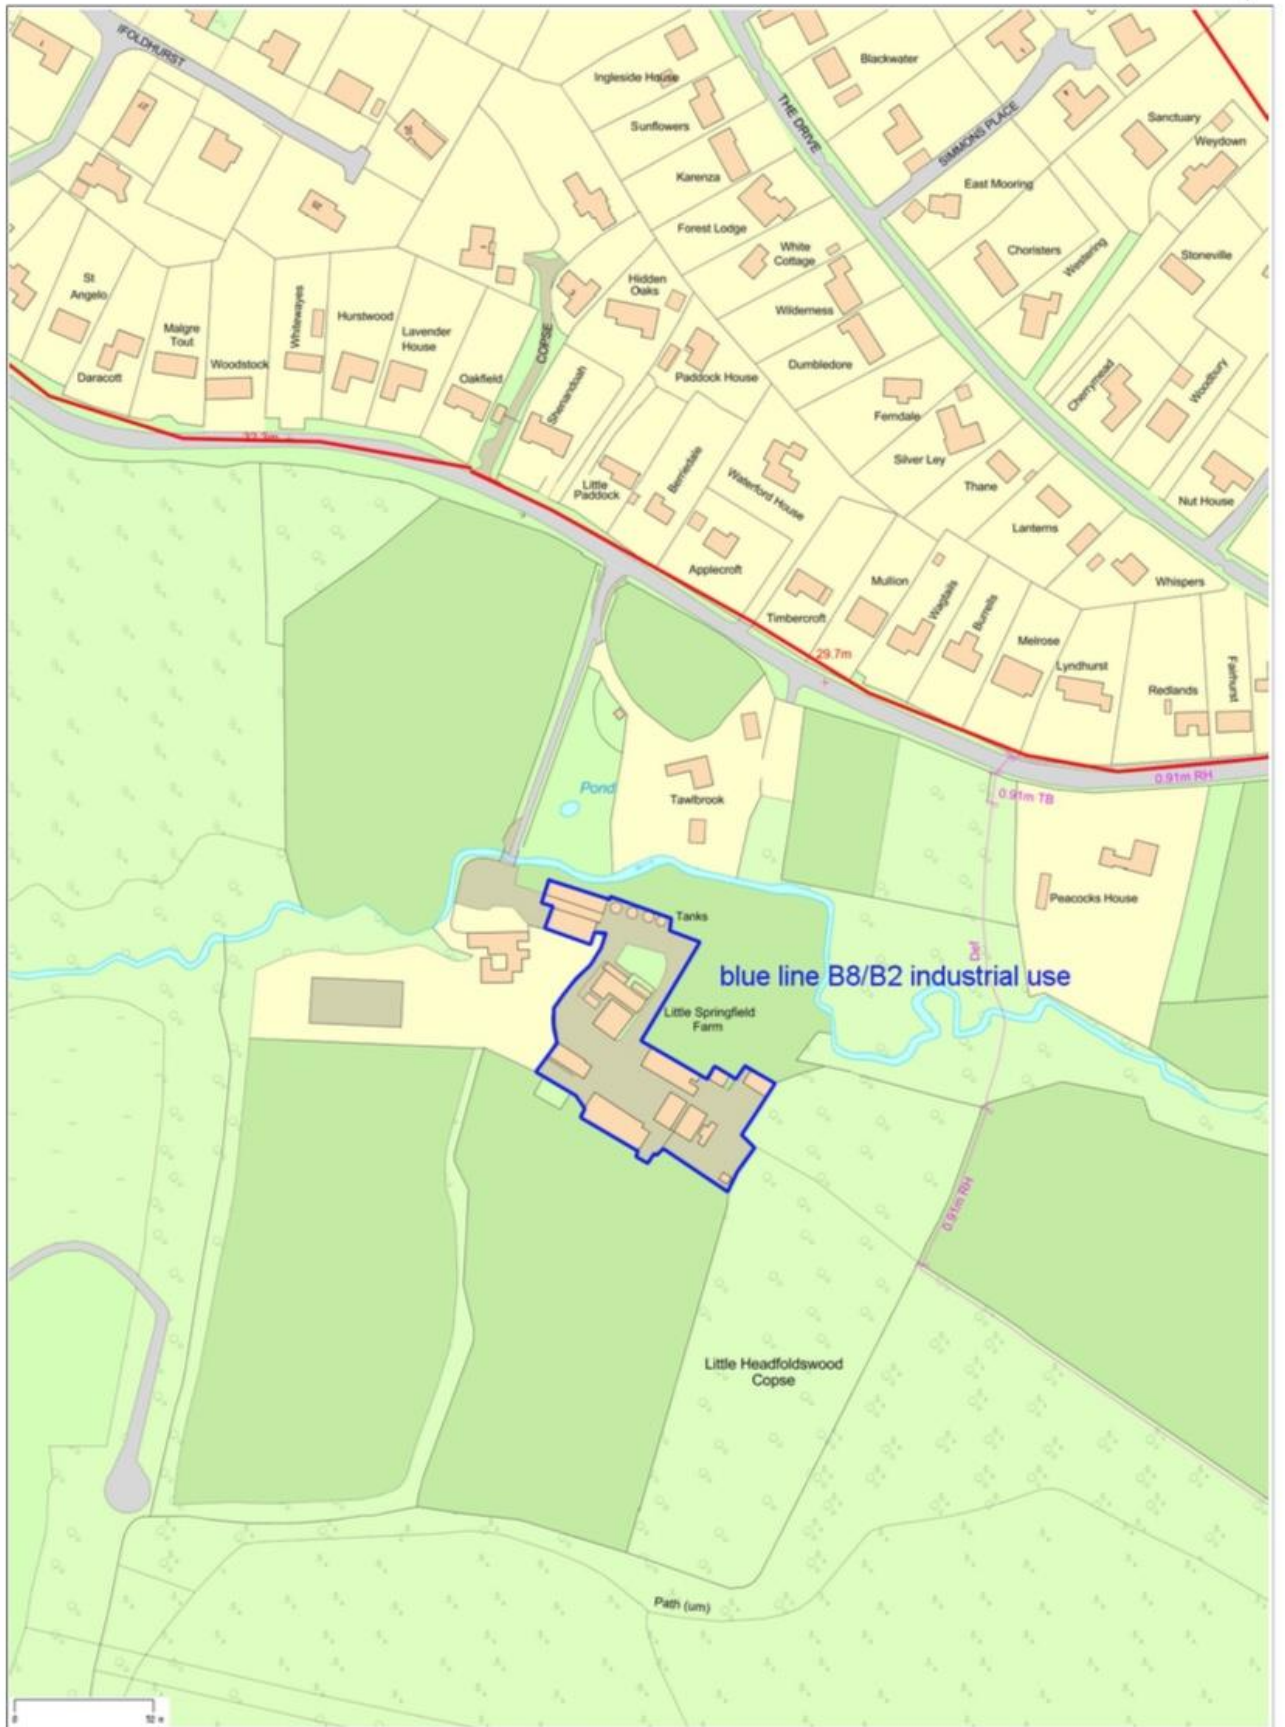 IFOLDHURST
Ingleside House
Blackwater
THE DRIVE
Sunflowers
SIMMONS PLACE
Sanctuary
Weydown
Karenza
East Mooring
Forest Lodge
White
Cottage
Choristers
Westering
Stoneville
St
Angelo
Hidden
Oaks
Whitewayes
Hurstwood
Wilderness
Malgre
Tout
Lavender
House
COPSE
Woodstock
Dumbledore
Daracott
Oakfield
Paddock House
Shenandoah
Cherrymead
Woodbury
Ferndale
Silver Ley
Little
Paddock
Berriedale
Waterford House
Thane
Nut House
Lanterns
Applecroft
Mullion
Whispers
Timbercroft
Wagtails
Burrells
Melrose
29.7m
Lyndhurst
Redlands
Fairhurst
0.91m RH
0.91m TB
Pond
Tawlbrook
Peacocks House
Tanks
Def
blue line B8/B2 industrial use
Little Springfield
Farm
0.91m RH
Little Headfoldswood
Copse
Path (um)